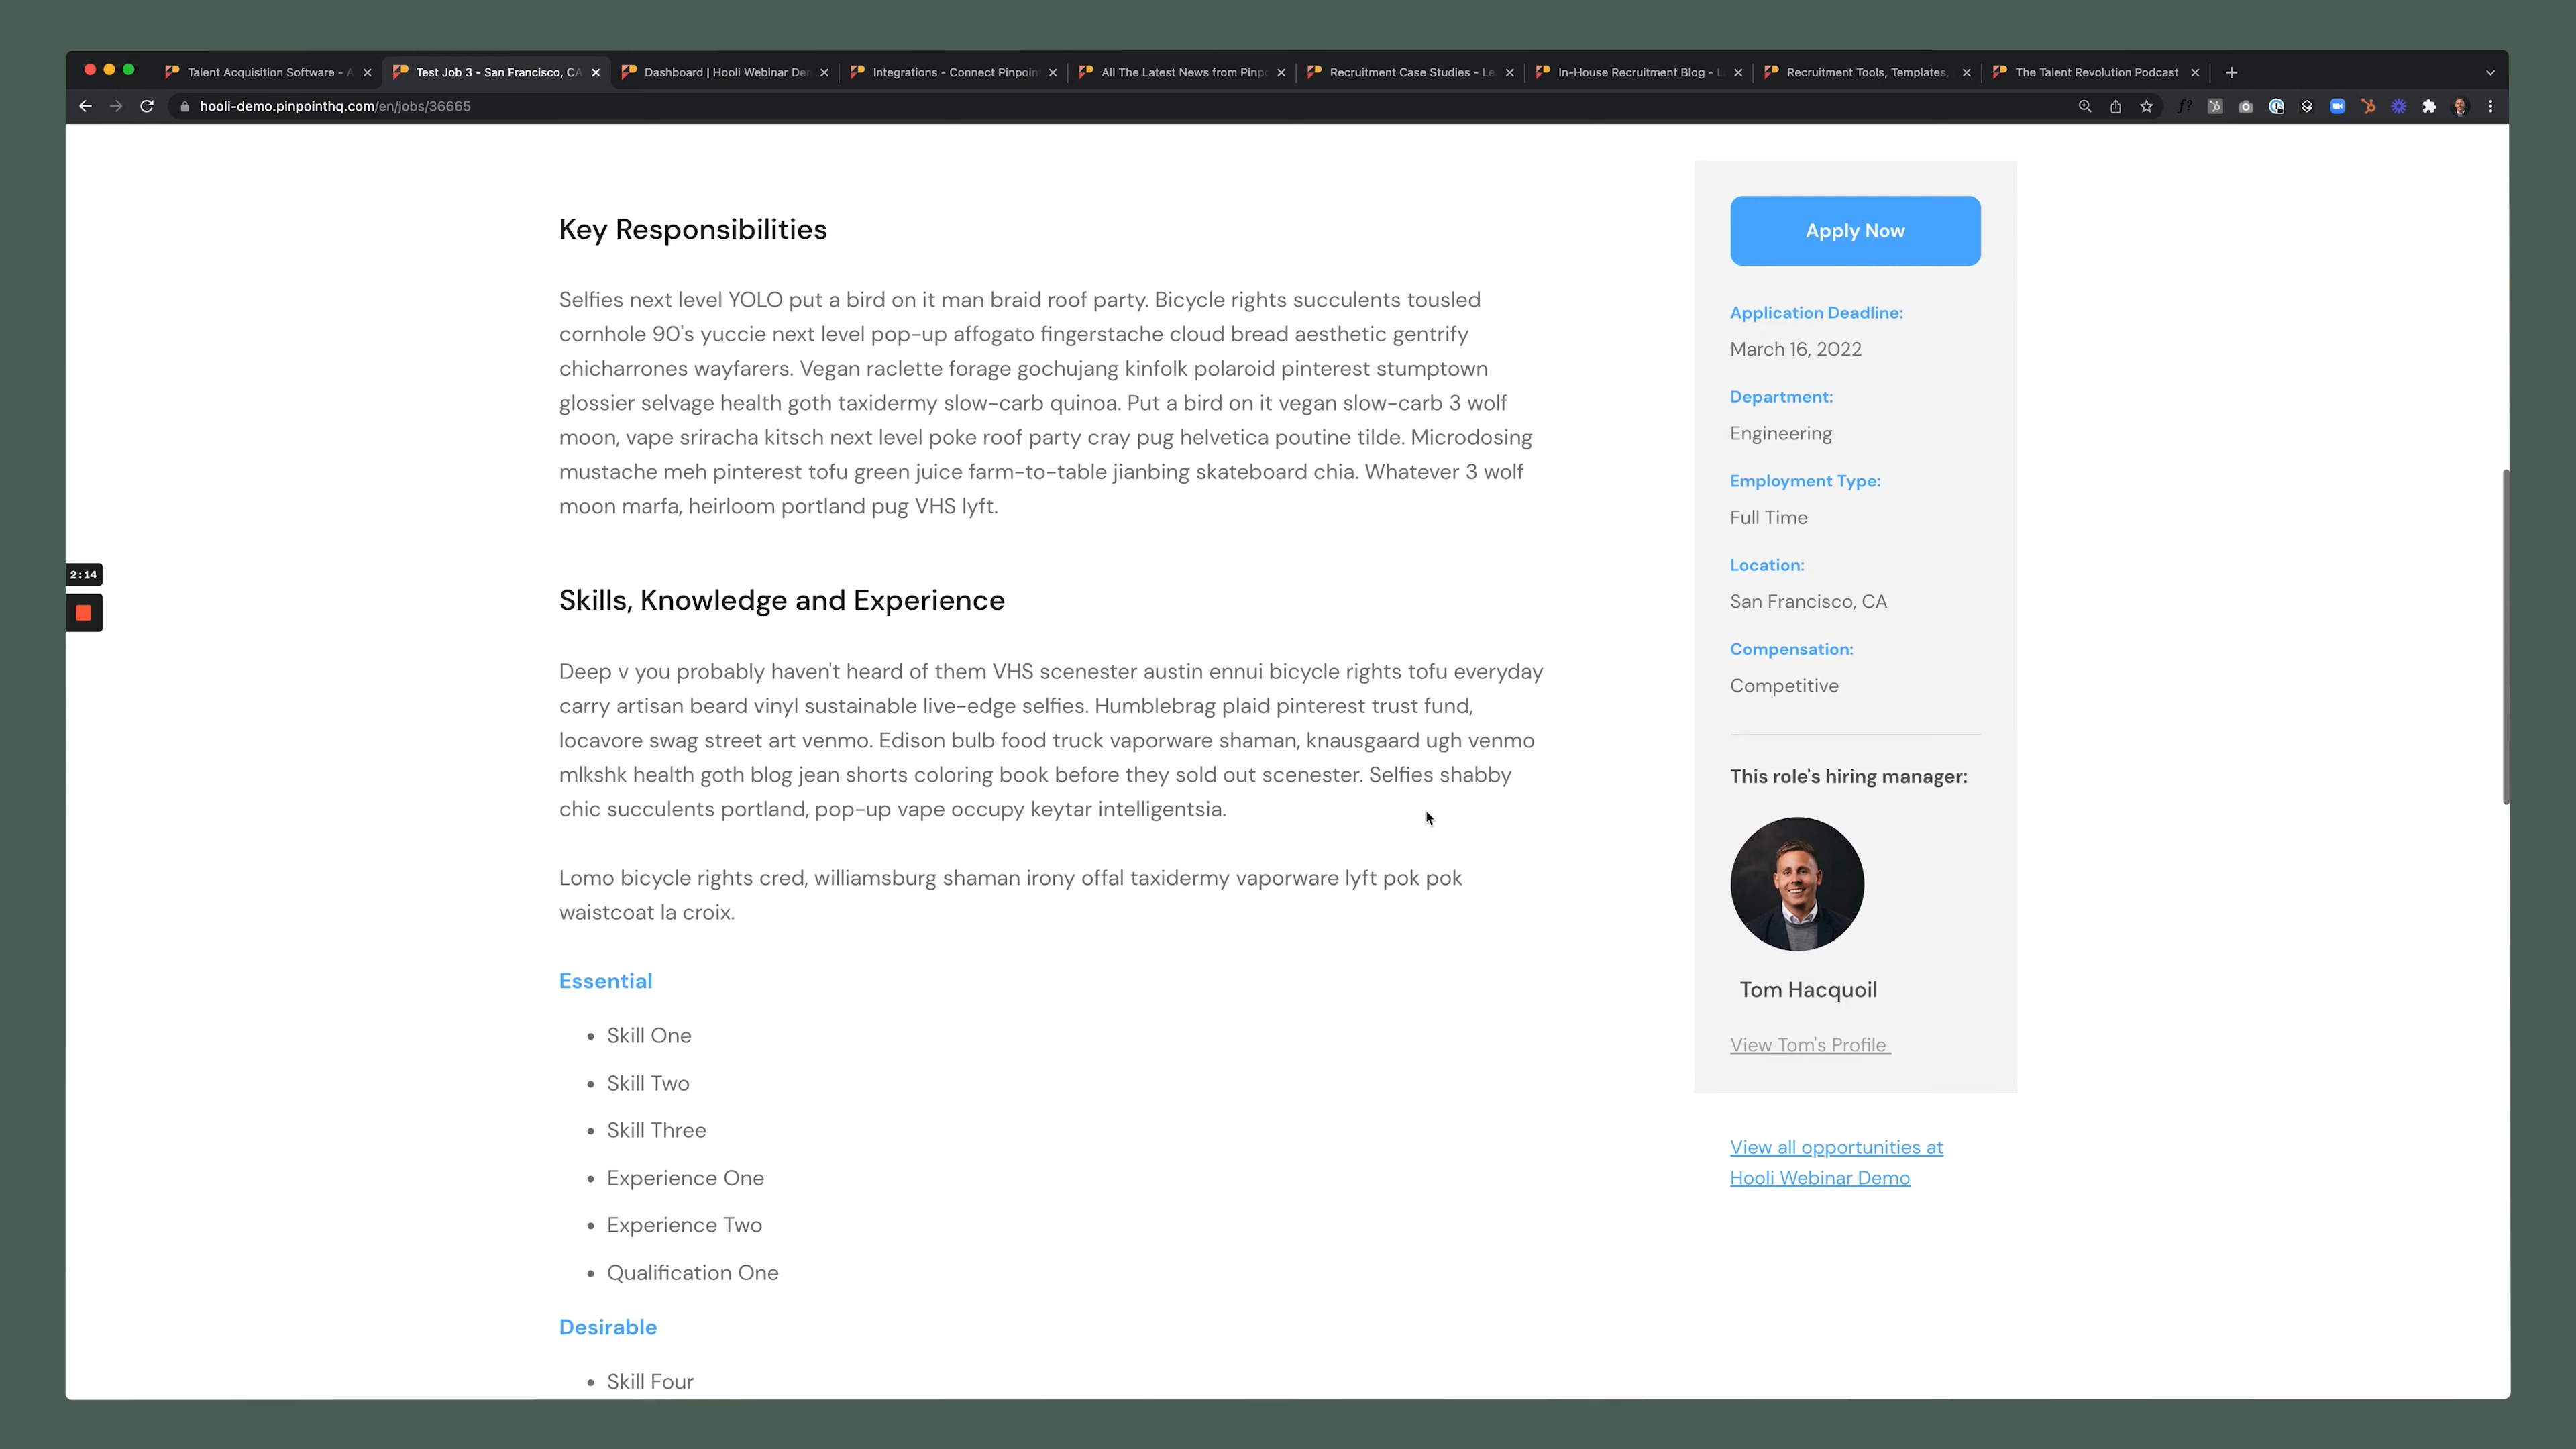 Talent Acquisition Software - A
Test Job 3 - San Francisco, CA
Dashboard | Hooli Webinar De
Integrations - Connect Pinpoin
All The Latest News from Pinp
Recruitment Case Studies - Le
In-House Recruitment Blog - L
Recruitment Tools, Templates,
The Talent Revolution Podcast
hooli-demo.pinpointhq.com/en/jobs/36665
f?
2:14
Key Responsibilities
Selfies next level YOLO put a bird on it man braid roof party. Bicycle rights succulents tousled
cornhole 90's yuccie next level pop-up affogato fingerstache cloud bread aesthetic gentrify
chicharrones wayfarers. Vegan raclette forage gochujang kinfolk polaroid pinterest stumptown
glossier selvage health goth taxidermy slow-carb quinoa. Put a bird on it vegan slow-carb 3 wolf
moon, vape sriracha kitsch next level poke roof party cray pug helvetica poutine tilde. Microdosing
mustache meh pinterest tofu green juice farm-to-table jianbing skateboard chia. Whatever 3 wolf
moon marfa, heirloom portland pug VHS lyft.
Skills, Knowledge and Experience
Deep v you probably haven't heard of them VHS scenester austin ennui bicycle rights tofu everyday
carry artisan beard vinyl sustainable live-edge selfies. Humblebrag plaid pinterest trust fund,
locavore swag street art venmo. Edison bulb food truck vaporware shaman, knausgaard ugh venmo
mlkshk health goth blog jean shorts coloring book before they sold out scenester. Selfies shabby
chic succulents portland, pop-up vape occupy keytar intelligentsia.
Lomo bicycle rights cred, williamsburg shaman irony offal taxidermy vaporware lyft pok pok
waistcoat la croix.
Essential
• Skill One
• Skill Two
• Skill Three
• Experience One
• Experience Two
• Qualification One
Desirable
• Skill Four
Apply Now
Application Deadline:
March 16, 2022
Department:
Engineering
Employment Type:
Full Time
Location:
San Francisco, CA
Compensation:
Competitive
This role's hiring manager:
Tom Hacquoil
View Tom's Profile
View all opportunities at
Hooli Webinar Demo